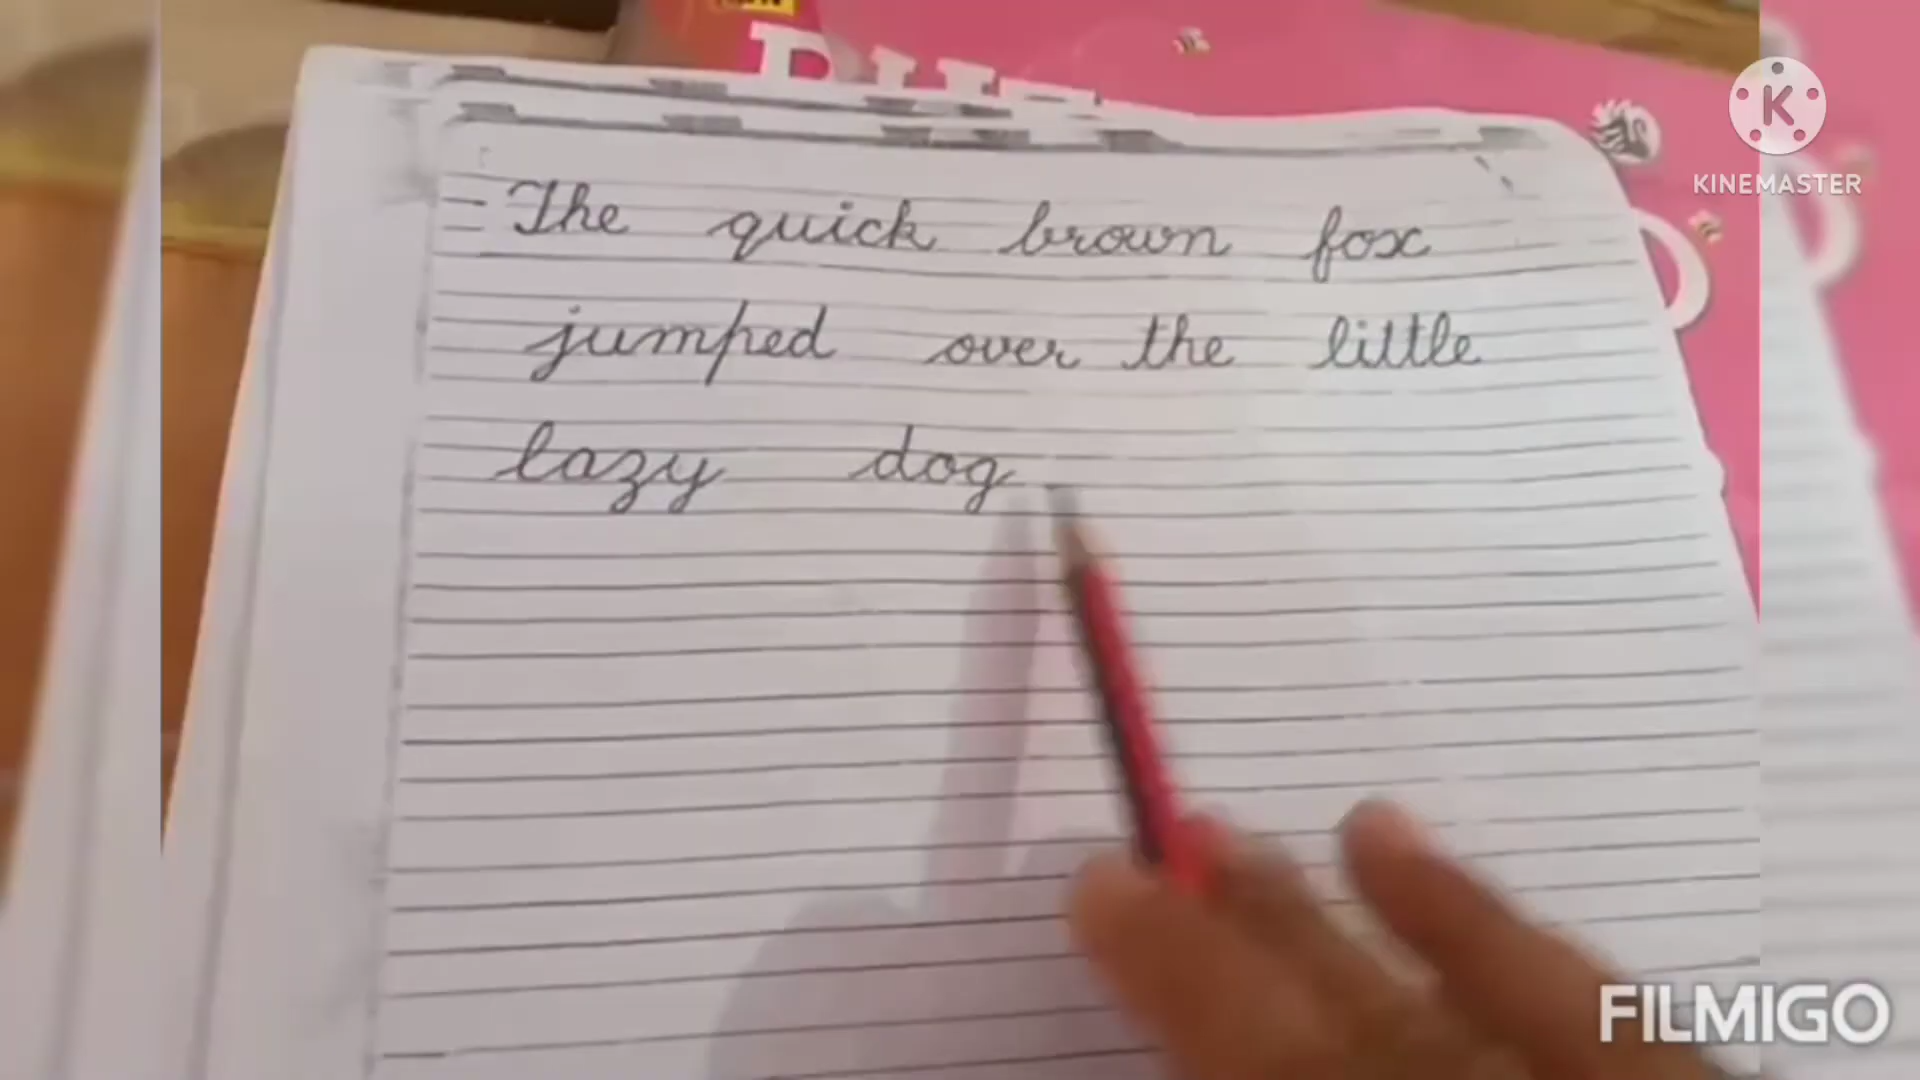 KINEMASTER
The quick brown fox
jumped over the little
lazy dog
FILMIGO